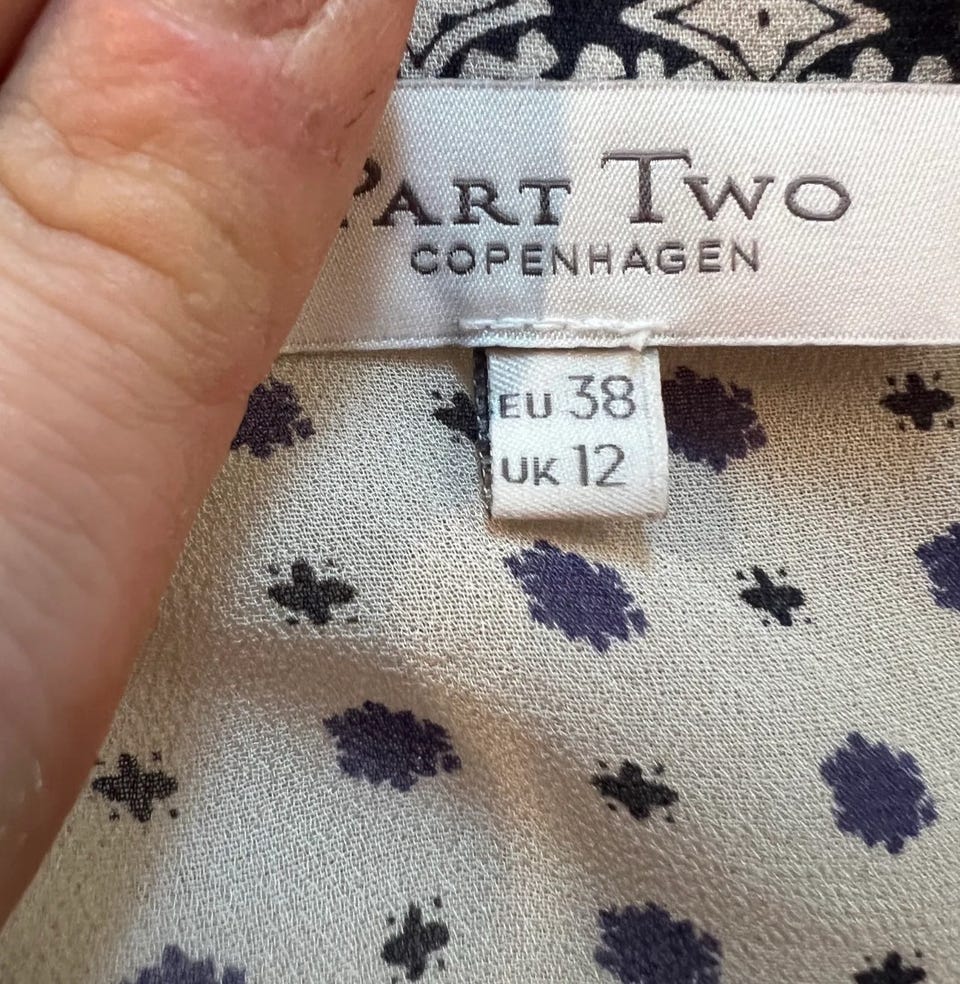 PART TWO
COPENHAGEN
EU 38
UK 12